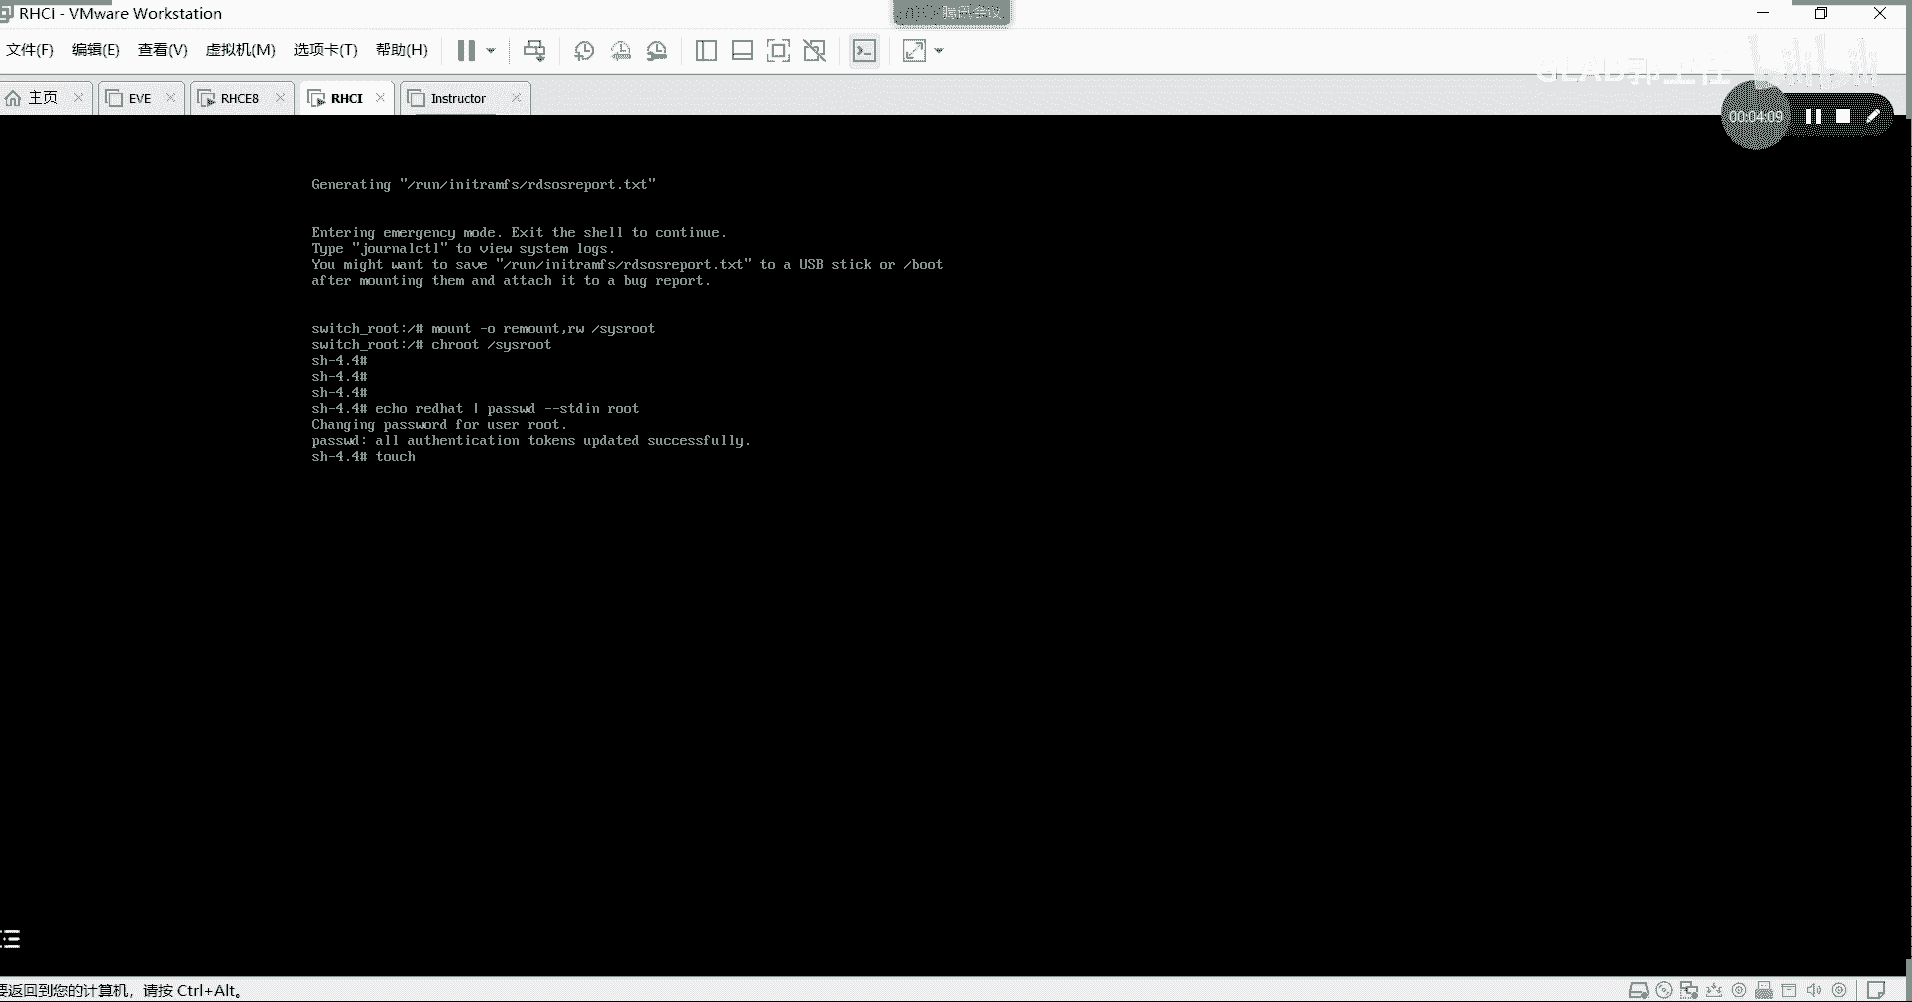 RHCI - VMware Workstation
腾讯会议
文件(F) 编辑(E) 查看(V) 虚拟机(M) 选项卡(T) 帮助(H)
主页 EVE RHCE8 RHCI Instructor
00:04:09
Generating "/run/initramfs/rdsosreport.txt"
Entering emergency mode. Exit the shell to continue.
Type "journalctl" to view system logs.
You might want to save "/run/initramfs/rdsosreport.txt" to a USB stick or /boot
after mounting them and attach it to a bug report.
switch_root:/# mount -o remount,rw /sysroot
switch_root:/# chroot /sysroot
sh-4.4#
sh-4.4#
sh-4.4#
sh-4.4# echo redhat | passwd --stdin root
Changing password for user root.
passwd: all authentication tokens updated successfully.
sh-4.4# touch
要返回到您的计算机，请按 Ctrl+Alt。